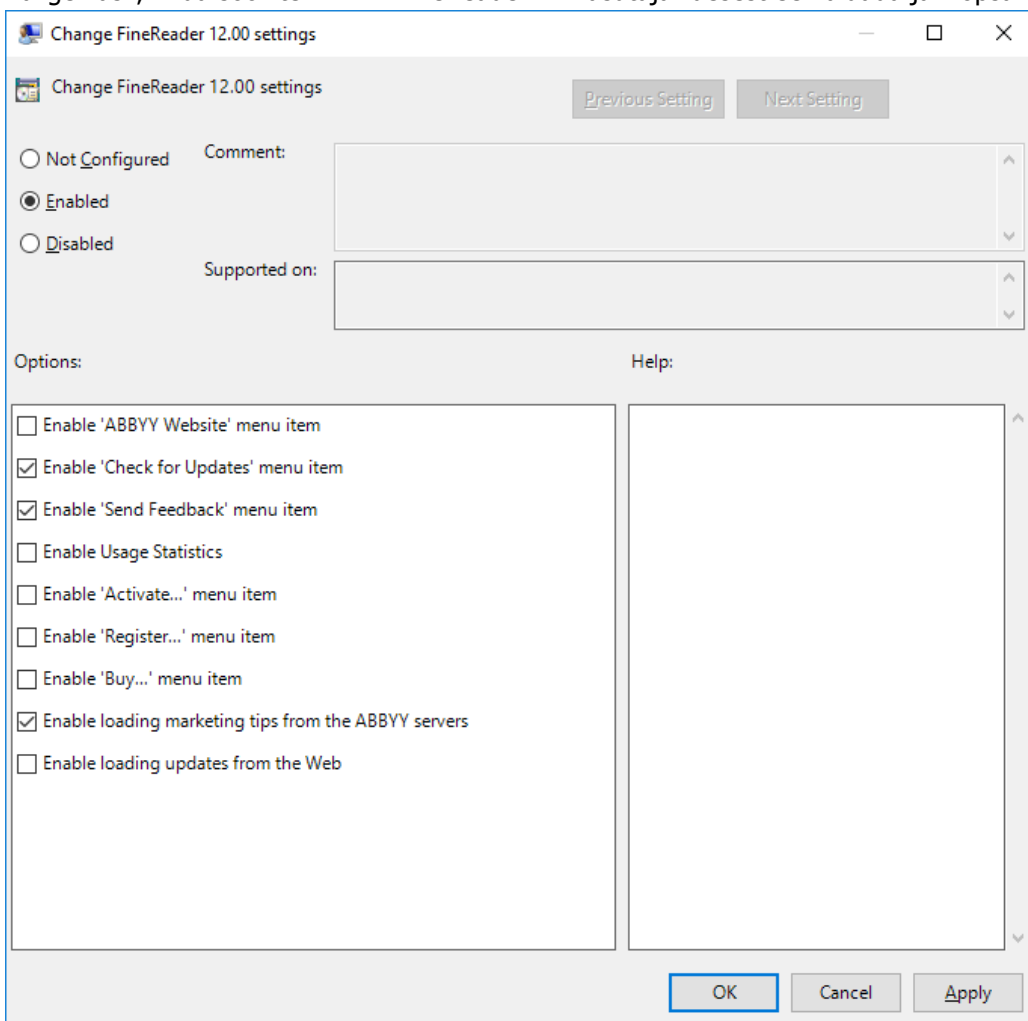 Change FineReader 12.00 settings
Change FineReader 12.00 settings
Previous Setting
Next Setting
Not Configured
Comment:
Enabled
Disabled
Supported on:
Options:
Help:
Enable 'ABBYY Website' menu item
Enable 'Check for Updates' menu item
Enable 'Send Feedback' menu item
Enable Usage Statistics
Enable 'Activate...' menu item
Enable 'Register...' menu item
Enable 'Buy...' menu item
Enable loading marketing tips from the ABBYY servers
Enable loading updates from the Web
OK
Cancel
Apply